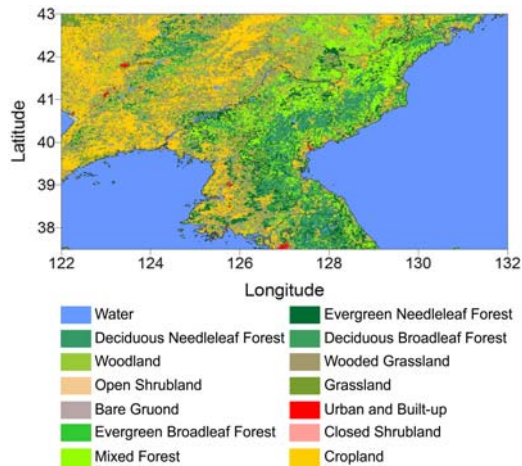 43
42
41
40
39
38
Latitude
122 124 126 128 130 132
Longitude
Water Evergreen Needleleaf Forest
Deciduous Needleleaf Forest Deciduous Broadleaf Forest
Woodland Wooded Grassland
Open Shrubland Grassland
Bare Gruond Urban and Built-up
Evergreen Broadleaf Forest Closed Shrubland
Mixed Forest Cropland